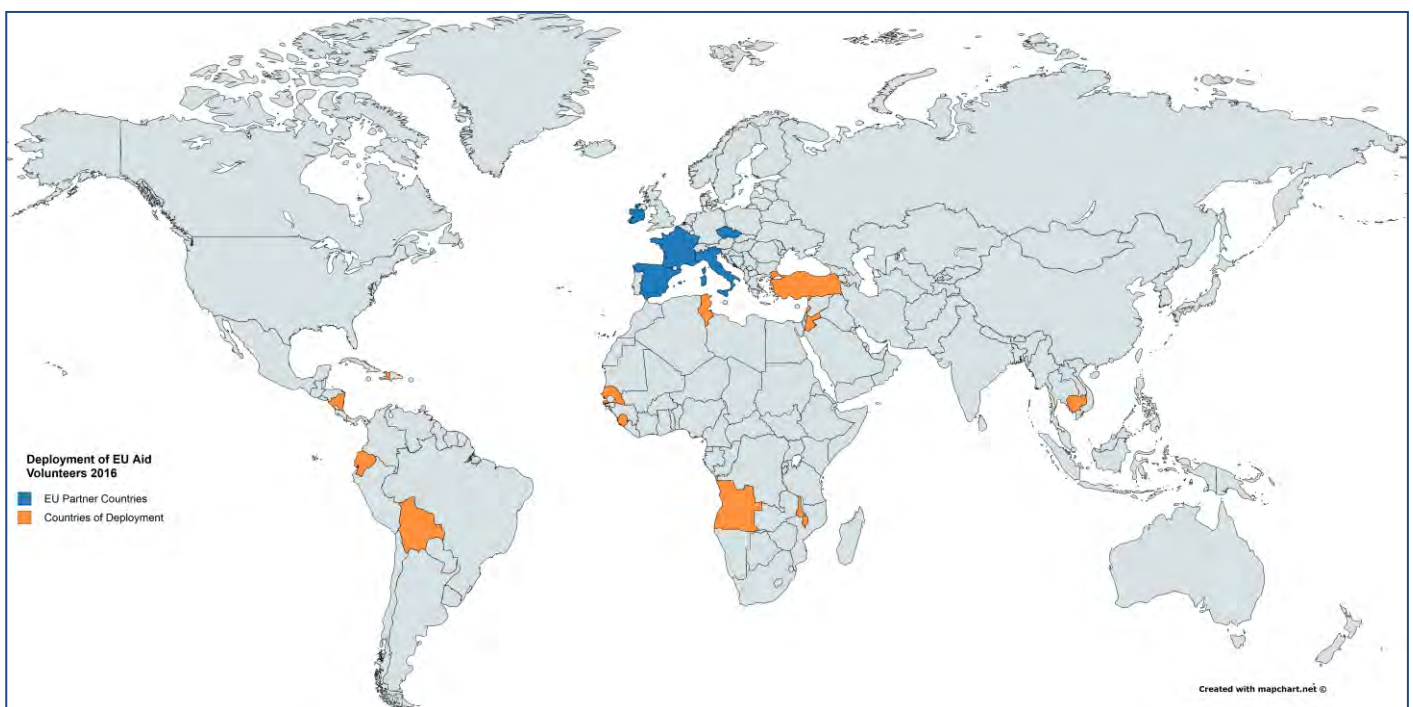 Deployment of EU Aid
Volunteers 2016
EU Partner Countries
Countries of Deployment
Created with mapchart.net ©